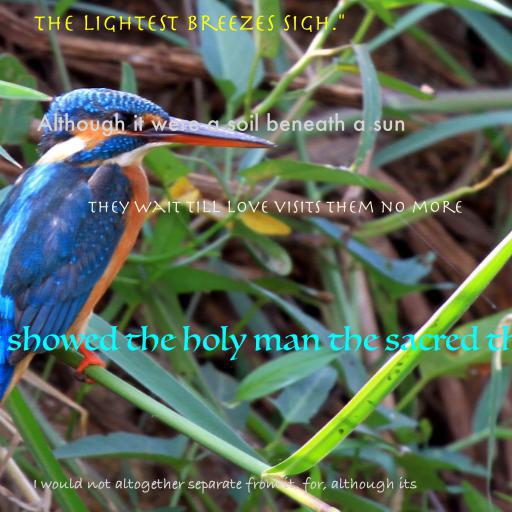 THE LIGHTEST BREEZES SIGH."
Although it were a soil beneath a sun
THEY WAIT TILL LOVE VISITS THEM NO MORE
showed the holy man the sacred
I would not altogether separate from it for, although its